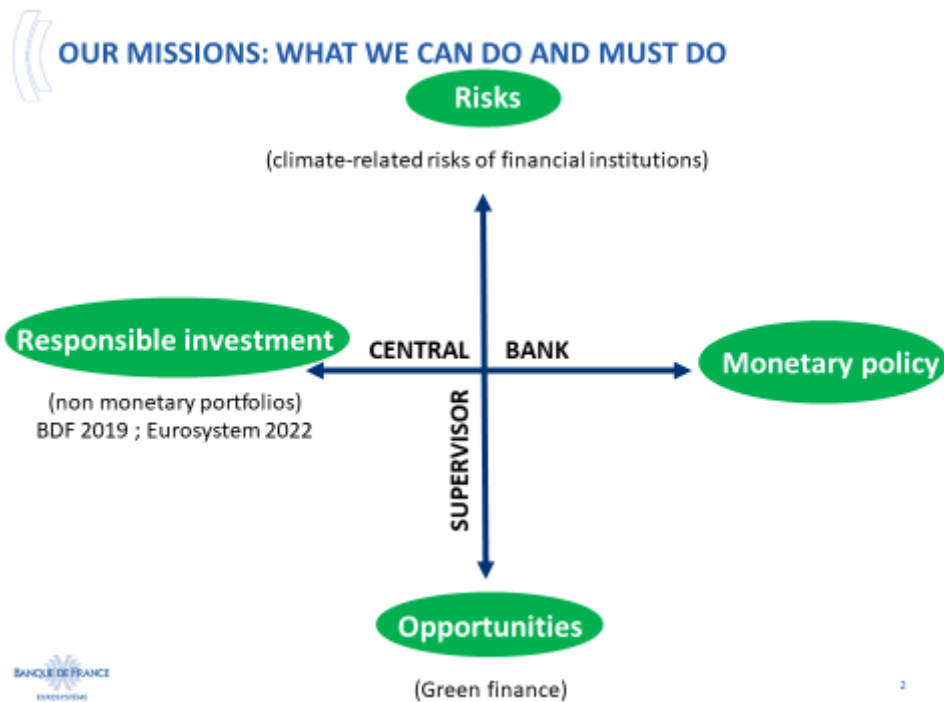 OUR MISSIONS: WHAT WE CAN DO AND MUST DO
Risks
(climate-related risks of financial institutions)
Responsible investment
(non monetary portfolios)
BDF 2019 ; Eurosystem 2022
CENTRAL BANK
Monetary policy
SUPERVISOR
Opportunities
(Green finance)
BANQUE DE FRANCE
EUROSYSTÈME
2